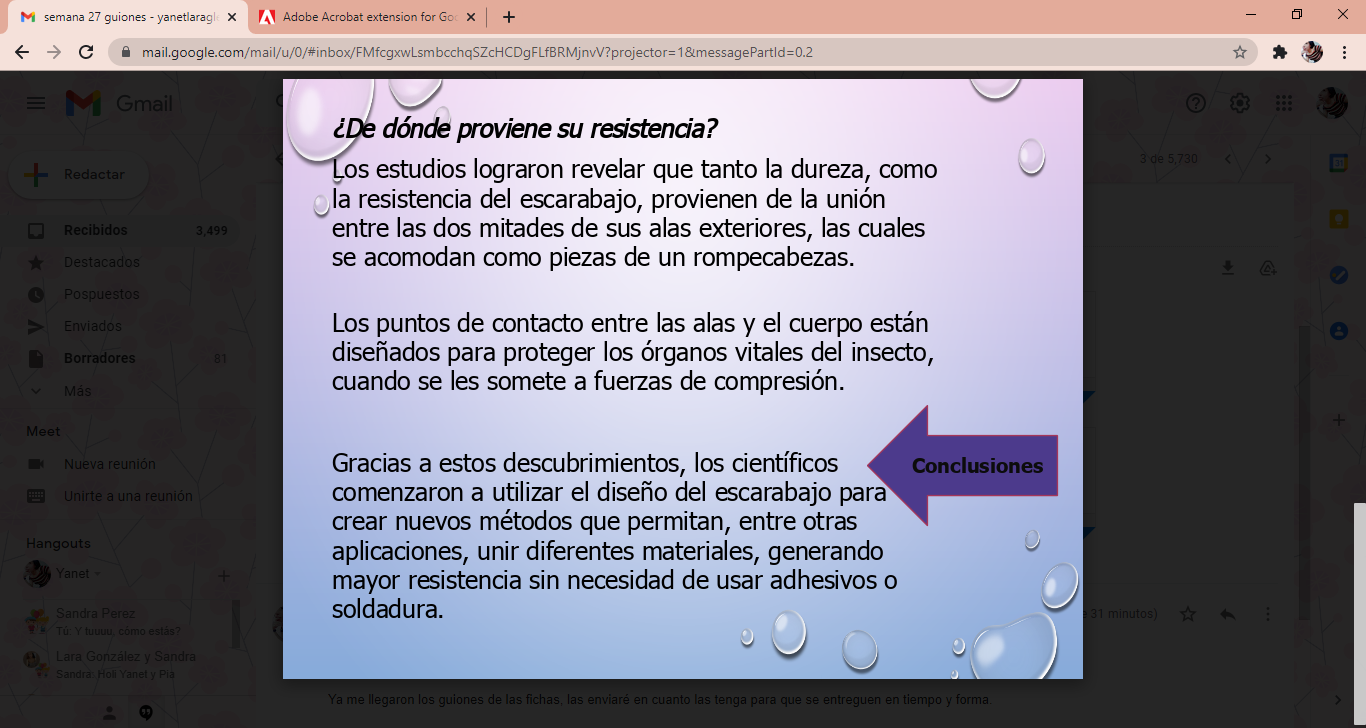 semana 27 guiones - yanetlaragl
Adobe Acrobat extension for Goo
mail.google.com/mail/u/0/#inbox/FMfcgxwLsmbcchqSZcHCDgFLfBRMjnvV?projector=1&messagePartId=0.2
Gmail
3 de 5,730
Redactar
Recibidos 3,499
Destacados
Pospuestos
Enviados
Borradores 81
Más
Meet
Nueva reunión
Unirte a una reunión
Hangouts
Yanet
Sandra Perez
Tú: Y tuuuu, cómo estás?
Lara González y Sandra
Sandra: Holi Yanet y Pia
¿De dónde proviene su resistencia?
Los estudios lograron revelar que tanto la dureza, como
la resistencia del escarabajo, provienen de la unión
entre las dos mitades de sus alas exteriores, las cuales
se acomodan como piezas de un rompecabezas.
Los puntos de contacto entre las alas y el cuerpo están
diseñados para proteger los órganos vitales del insecto,
cuando se les somete a fuerzas de compresión.
Gracias a estos descubrimientos, los científicos
comenzaron a utilizar el diseño del escarabajo para
crear nuevos métodos que permitan, entre otras
aplicaciones, unir diferentes materiales, generando
mayor resistencia sin necesidad de usar adhesivos o
soldadura.
Conclusiones
31 minutos)
Ya me llegaron los guiones de las fichas, las enviaré en cuanto las tenga para que se entreguen en tiempo y forma.